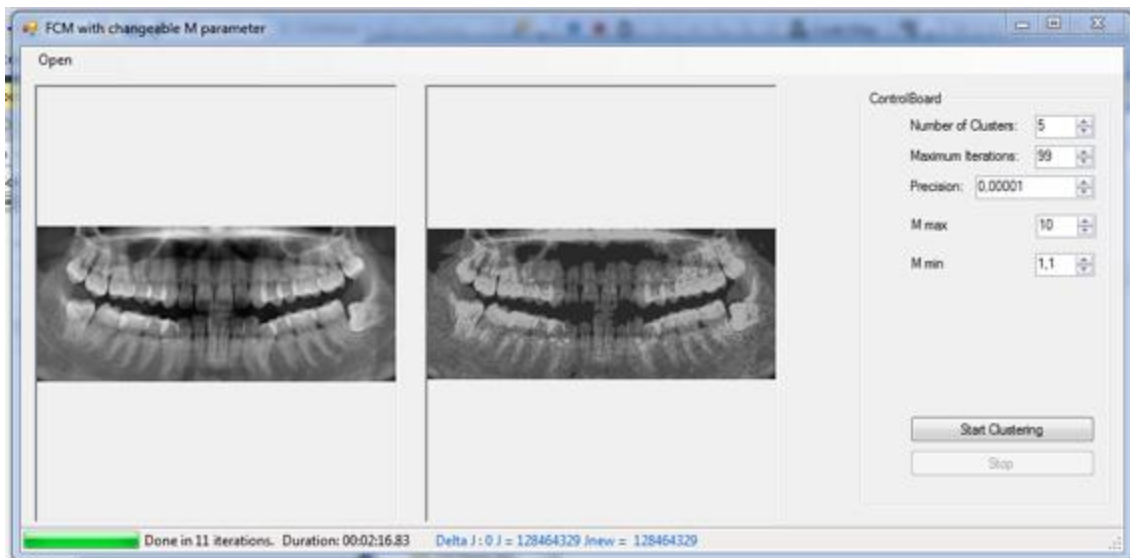 FCM with changeable M parameter
Open
ControlBoard
Number of Clusters: 5
Maximum Iterations: 99
Precision: 0,00001
M max 10
M min 1,1
Start Clustering
Stop
Done in 11 iterations. Duration: 00:02:16.83 Delta J : 0 J = 128464329 Jnew = 128464329